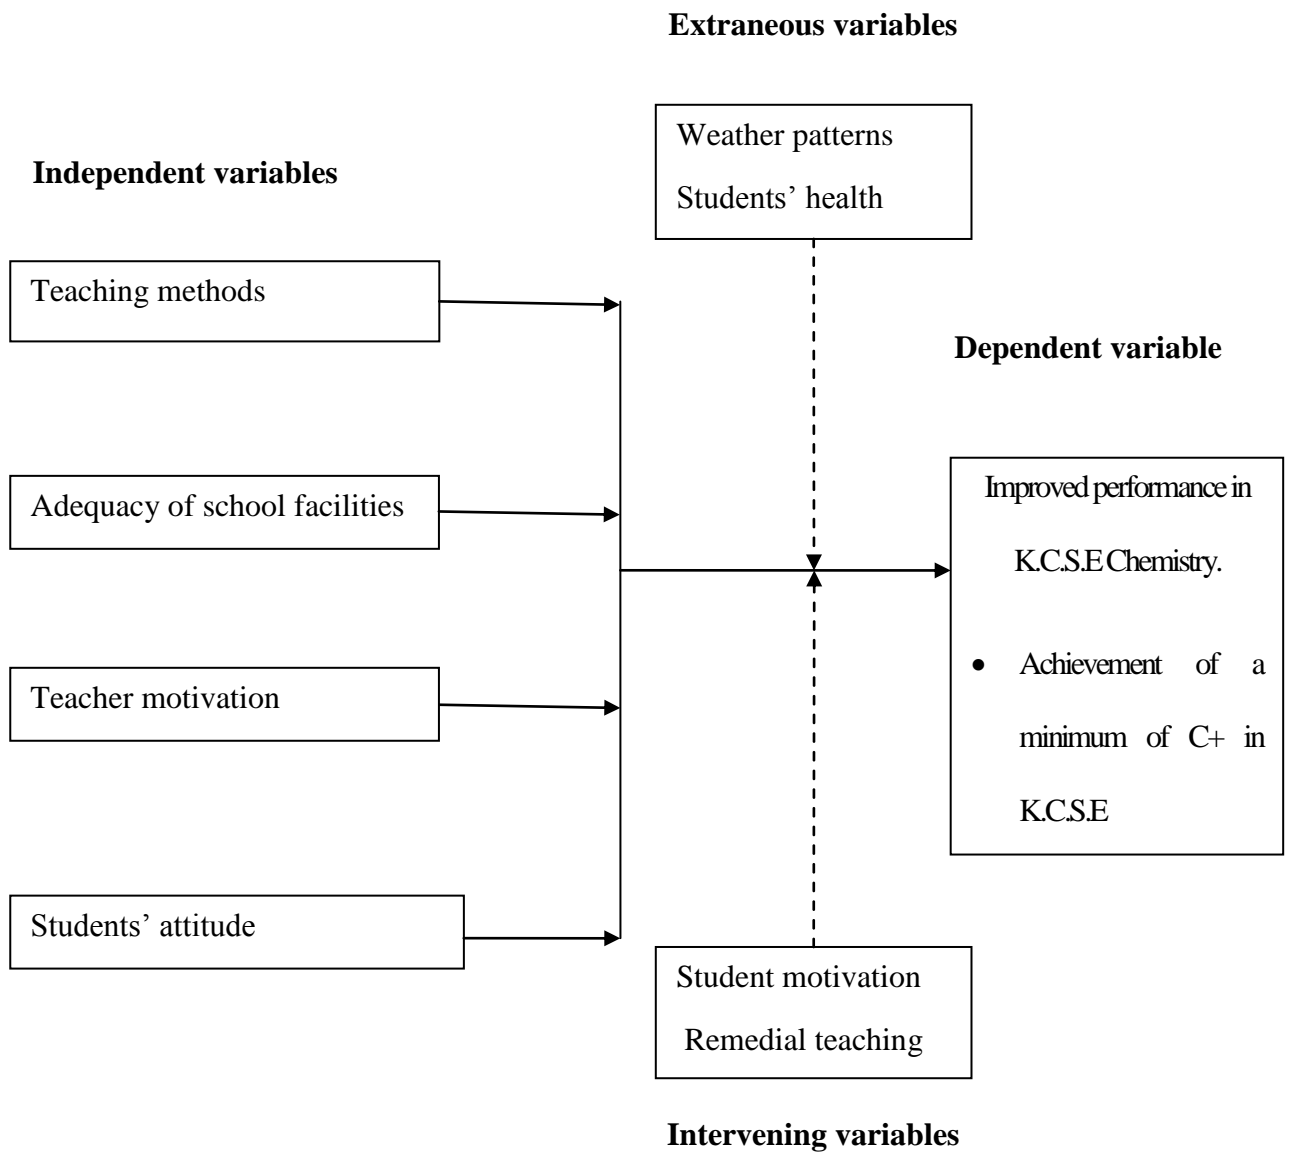 Extraneous variables
Weather patterns
Students’ health
Independent variables
Teaching methods
Adequacy of school facilities
Teacher motivation
Students’ attitude
Dependent variable
Improved performance in
K.C.S.E Chemistry.
• Achievement of a
minimum of C+ in
K.C.S.E
Student motivation
Remedial teaching
Intervening variables